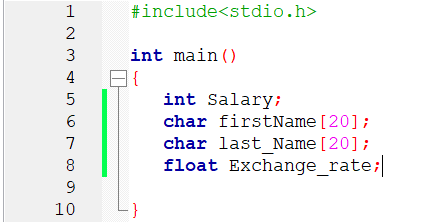 1 #include<stdio.h>
2
3 int main()
4 {
5 int Salary;
6 char firstName[20];
7 char last_Name[20];
8 float Exchange_rate;
9
10 }